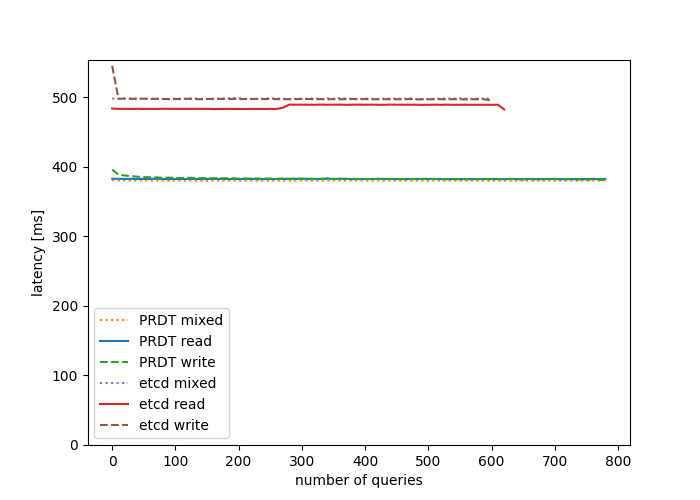 500
400
300
200
100
0
latency [ms]
PRDT mixed
PRDT read
PRDT write
etcd mixed
etcd read
etcd write
0 100 200 300 400 500 600 700 800
number of queries